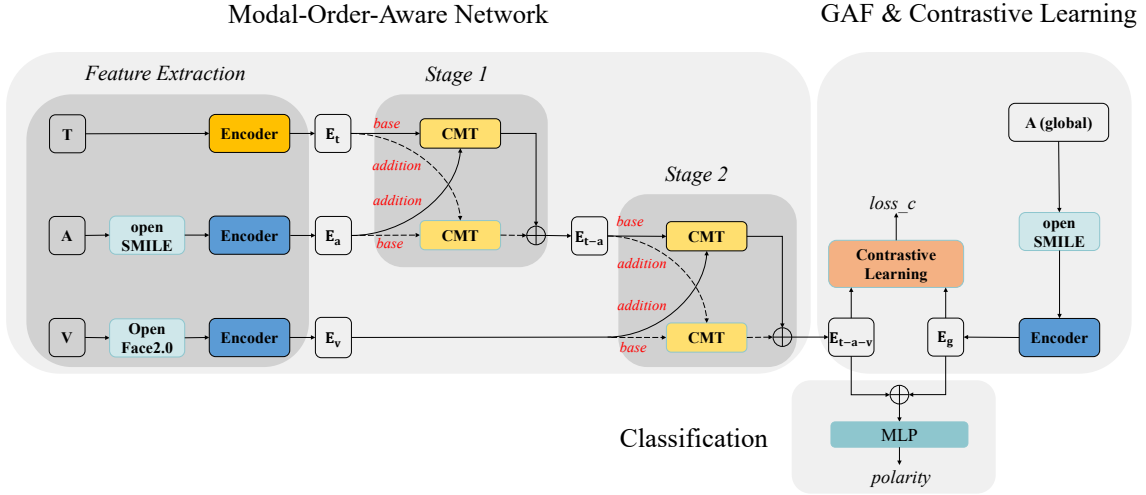 Modal-Order-Aware Network
GAF & Contrastive Learning
Feature Extraction
Stage 1
T
Encoder
E_t
base
CMT
addition
addition
A
open
SMILE
Encoder
E_a
base
CMT
E_{t-a}
Stage 2
base
CMT
addition
addition
V
Open
Face2.0
Encoder
E_v
base
CMT
A (global)
loss_c
open
SMILE
Contrastive
Learning
E_{t-a-v}
E_g
Encoder
Classification
MLP
polarity